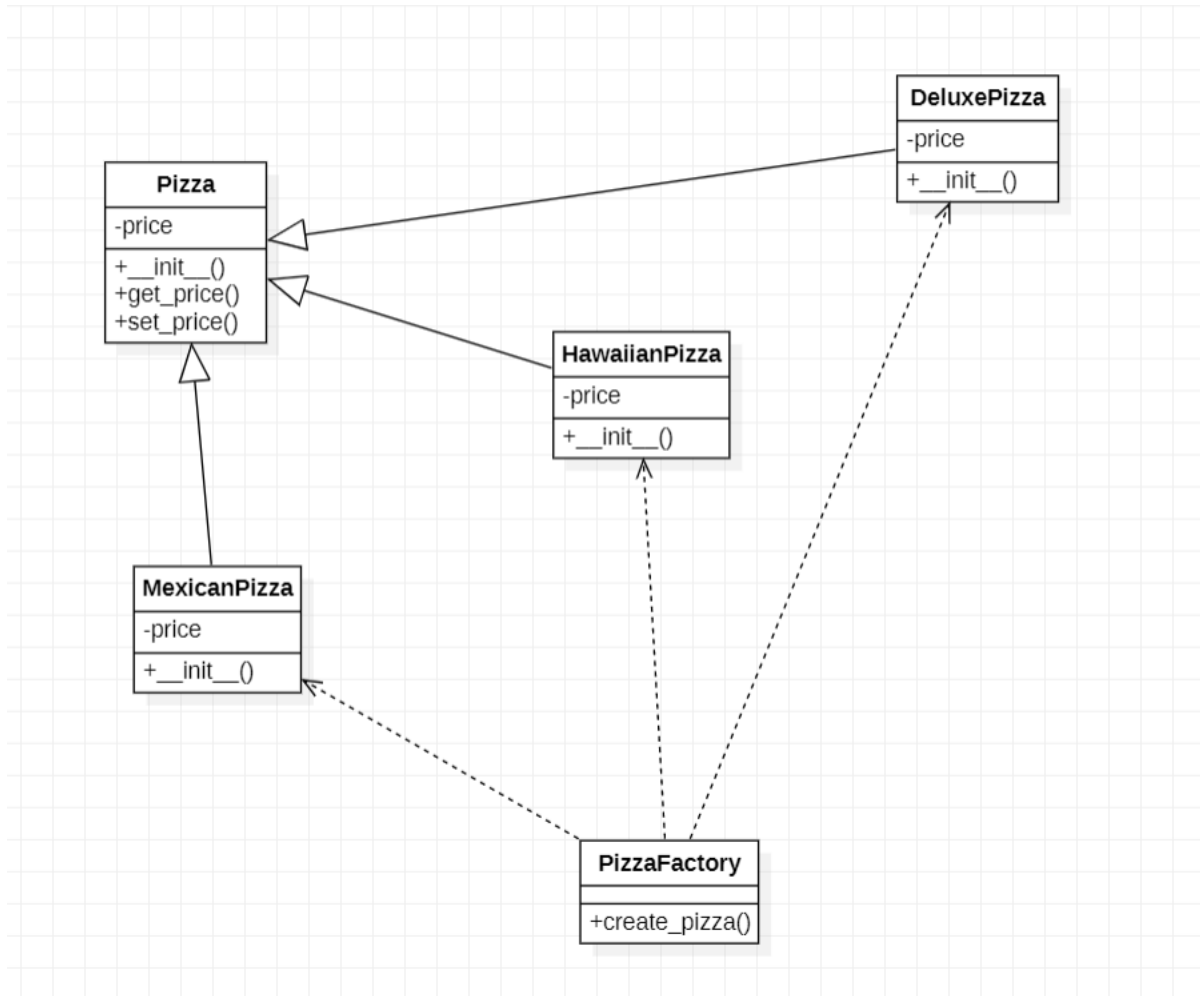 DeluxePizza
-price
+__init__()
Pizza
-price
+__init__()
+get_price()
+set_price()
HawaiianPizza
-price
+__init__()
MexicanPizza
-price
+__init__()
PizzaFactory
+create_pizza()